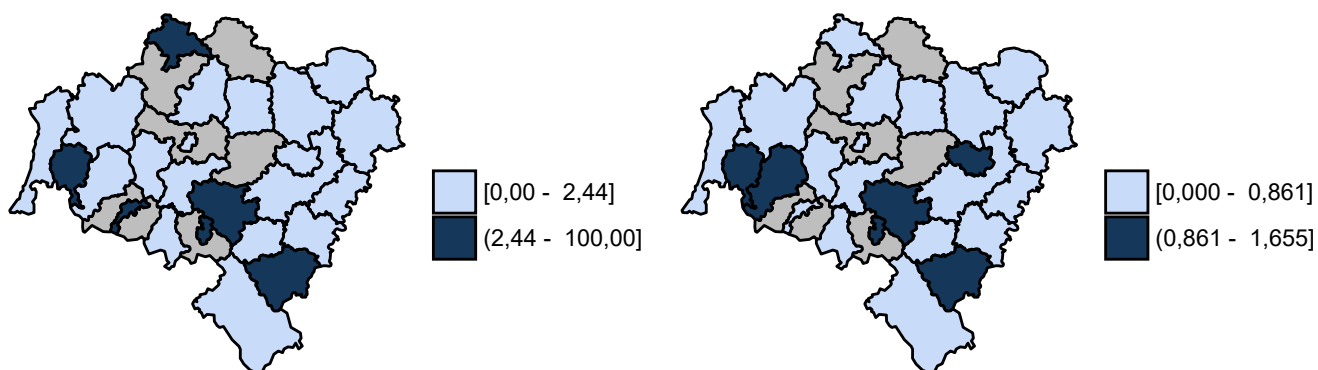 [0,00 - 2,44]
(2,44 - 100,00]
[0,000 - 0,861]
(0,861 - 1,655]